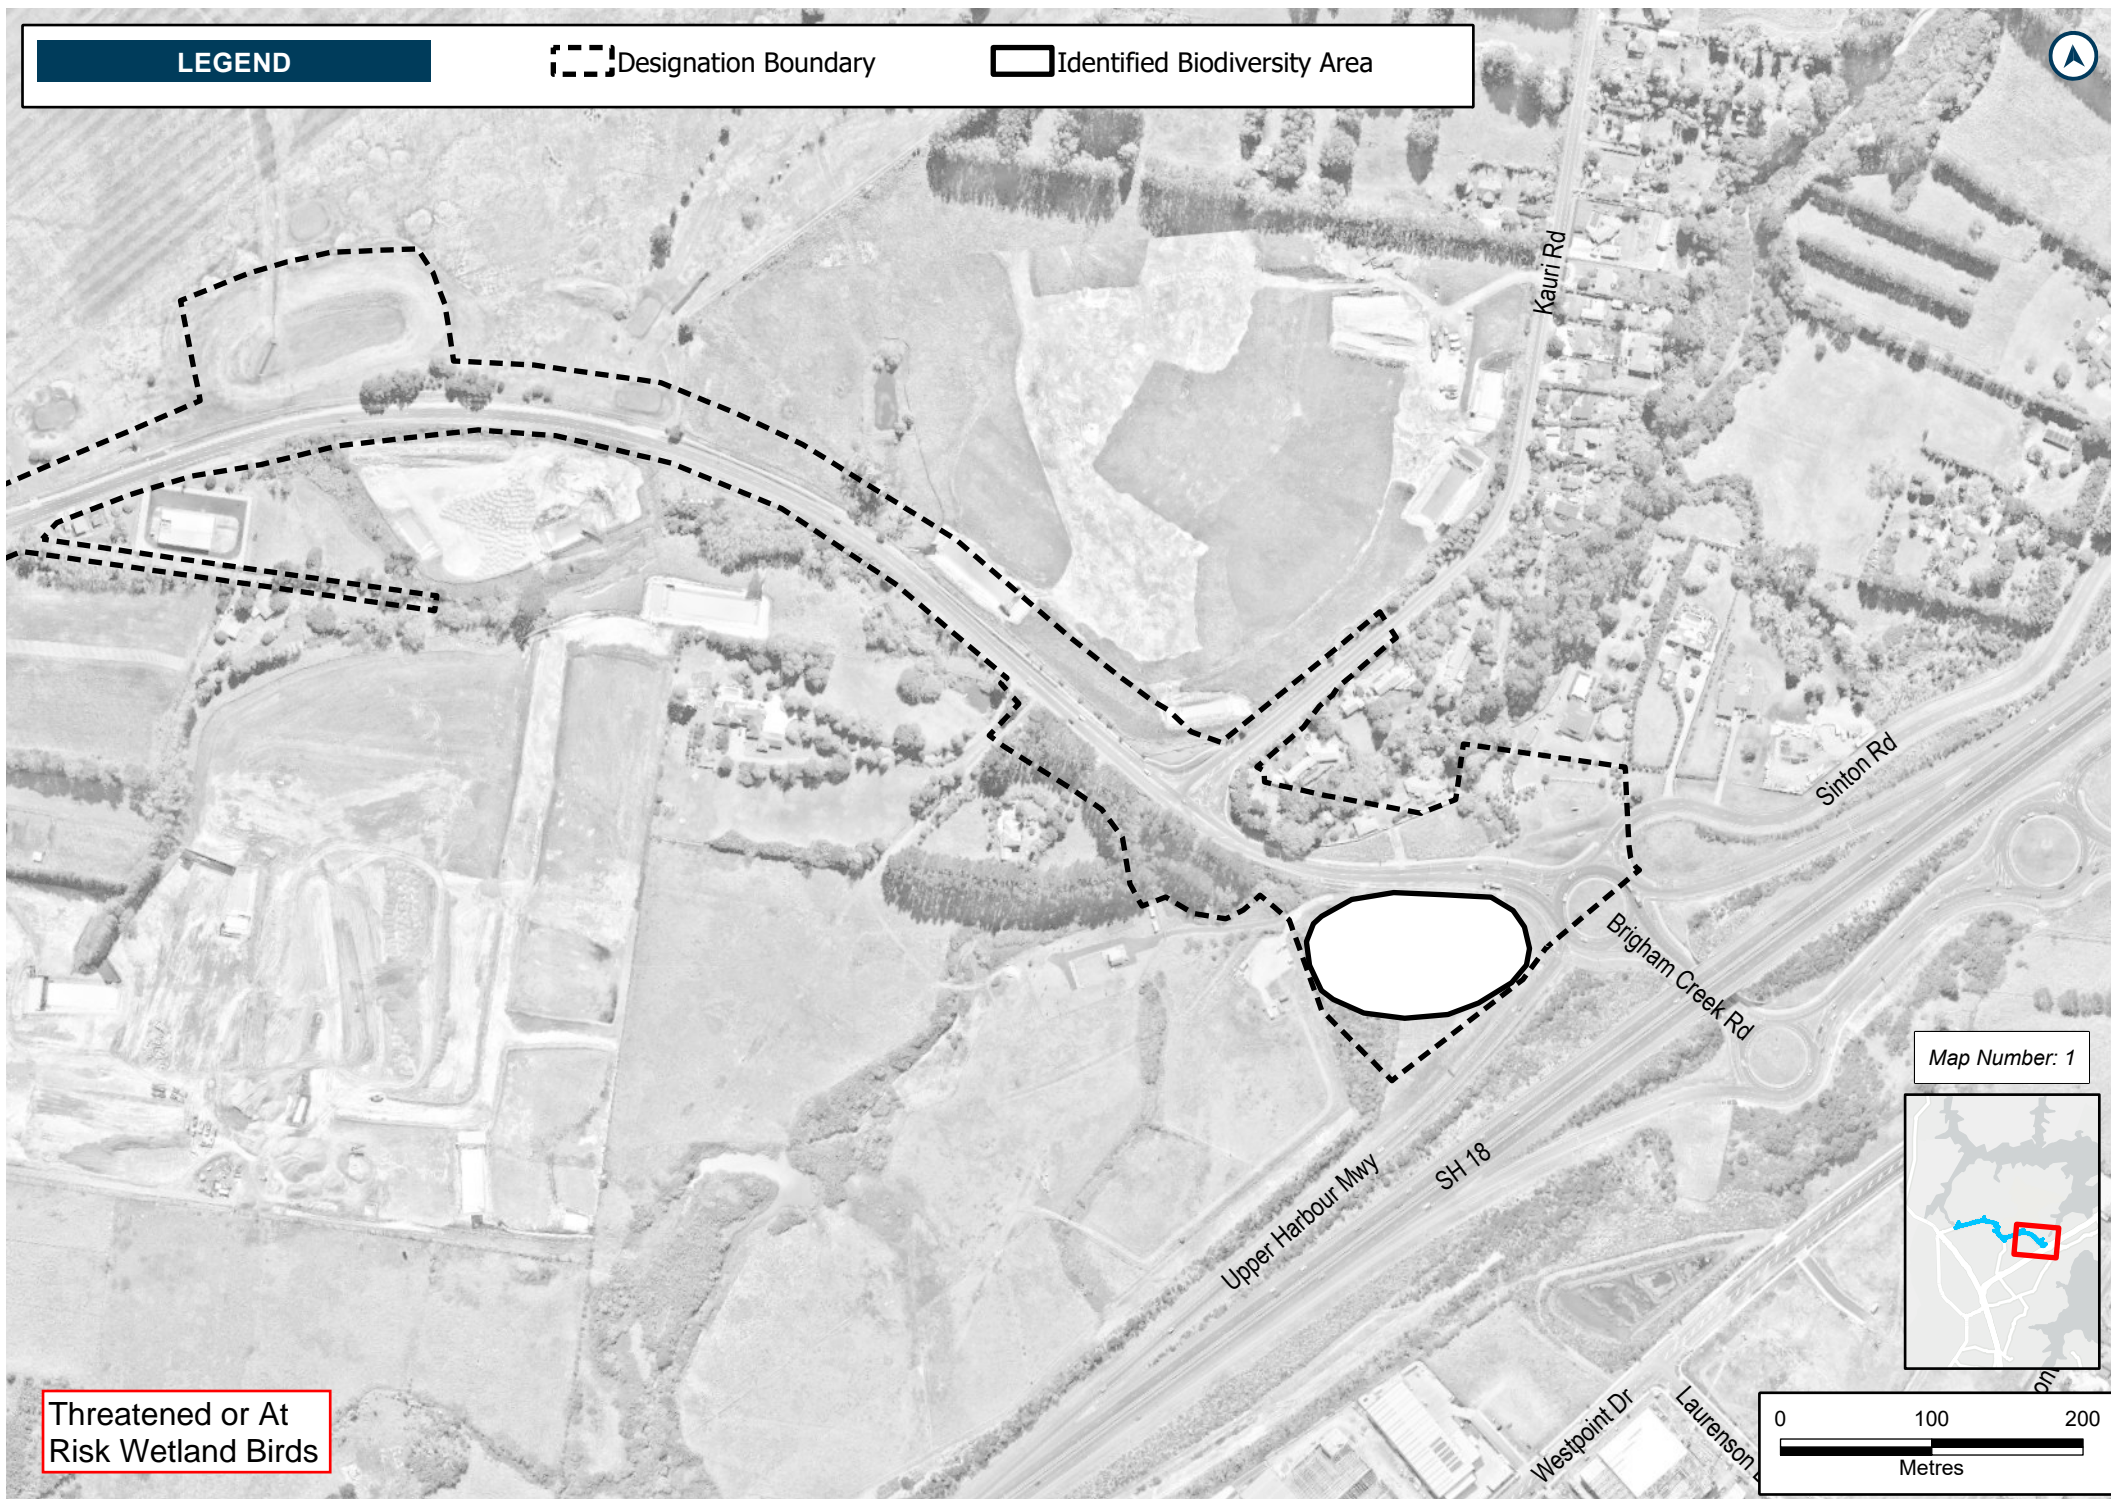 LEGEND
Designation Boundary
Identified Biodiversity Area
Kauri Rd
Sinton Rd
Brigham Creek Rd
Map Number: 1
SH 18
Upper Harbour Mwy
Westpoint Dr
Laurenson
Threatened or At
Risk Wetland Birds
0 100 200
Metres